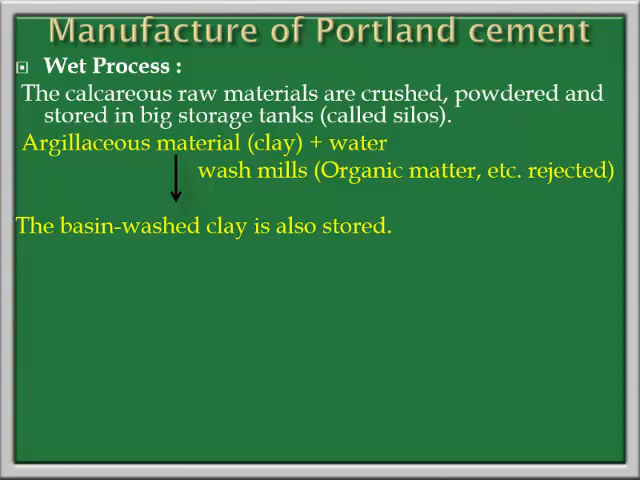 Manufacture of Portland cement
Wet Process :
The calcareous raw materials are crushed, powdered and
stored in big storage tanks (called silos).
Argillaceous material (clay) + water
wash mills (Organic matter, etc. rejected)
The basin-washed clay is also stored.